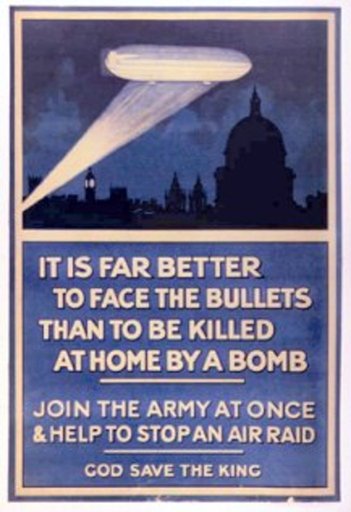 IT IS FAR BETTER
TO FACE THE BULLETS
THAN TO BE KILLED
AT HOME BY A BOMB
JOIN THE ARMY AT ONCE
& HELP TO STOP AN AIR RAID
GOD SAVE THE KING